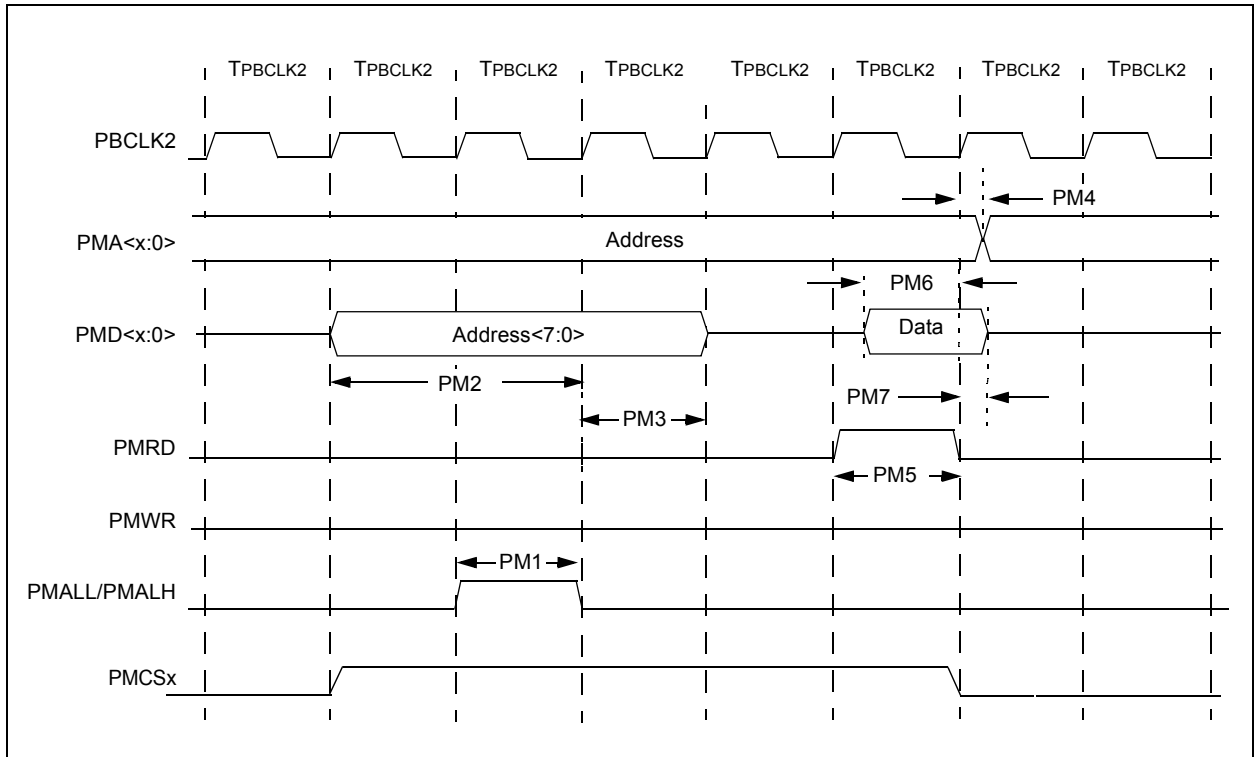 TPBCLK2 TPBCLK2 TPBCLK2 TPBCLK2 TPBCLK2 TPBCLK2 TPBCLK2 TPBCLK2
PBCLK2
PM4
PMA<x:0>
Address
PM6
PMD<x:0>
Address<7:0>
Data
PM2
PM7
PM3
PMRD
PM5
PMWR
PM1
PMALL/PMALH
PMCSx